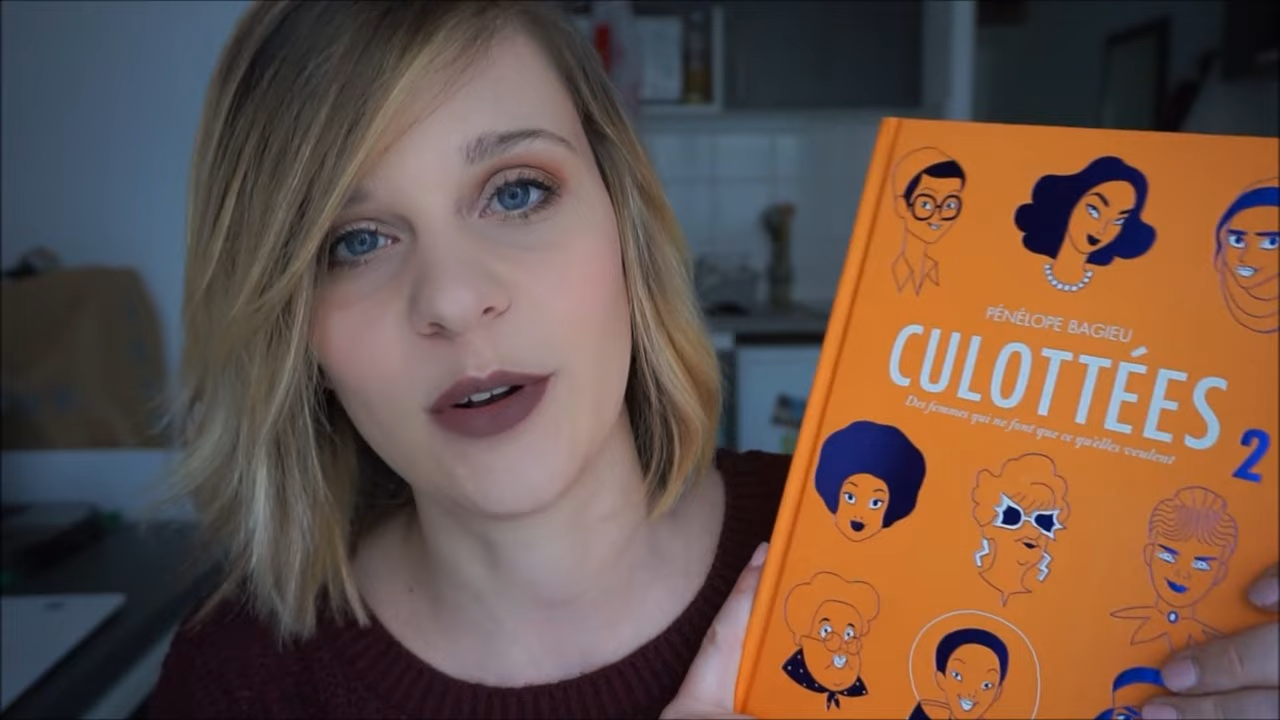 PÉNÉLOPE BAGIEU
CULOTTÉES
Des femmes qui ne font que ce qu'elles veulent
2